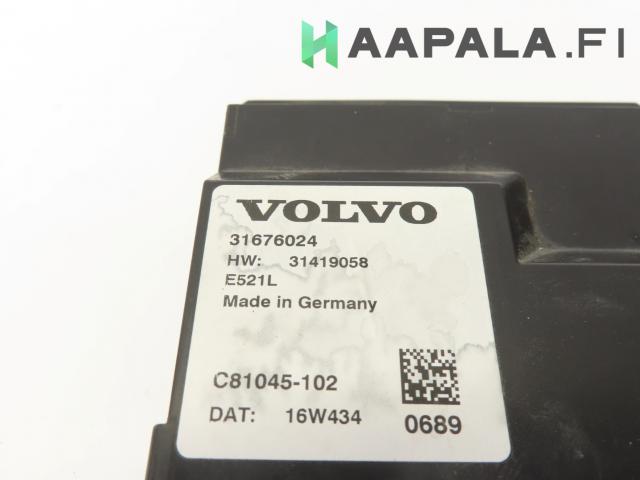 HAAPALA.FI
VOLVO
31676024
HW: 31419058
E521L
Made in Germany
C81045-102
DAT: 16W434
0689